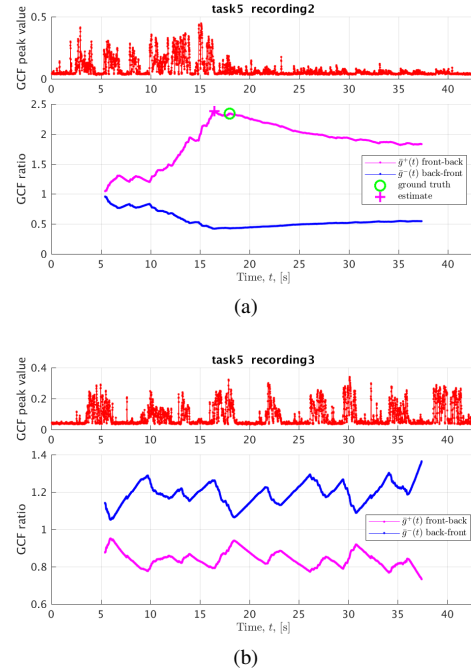 task5 recording2
GCF peak value
0.5
0
0 5 10 15 20 25 30 35 40
GCF ratio
2.5
2
1.5
1
0.5
0
ḡ⁺(t) front-back
ḡ⁻(t) back-front
ground truth
estimate
0 5 10 15 20 25 30 35 40
Time, t, [s]
(a)
task5 recording3
GCF peak value
0.4
0.2
0
0 5 10 15 20 25 30 35 40
GCF ratio
1.4
1.2
1
0.8
0.6
ḡ⁺(t) front-back
ḡ⁻(t) back-front
0 5 10 15 20 25 30 35 40
Time, t, [s]
(b)